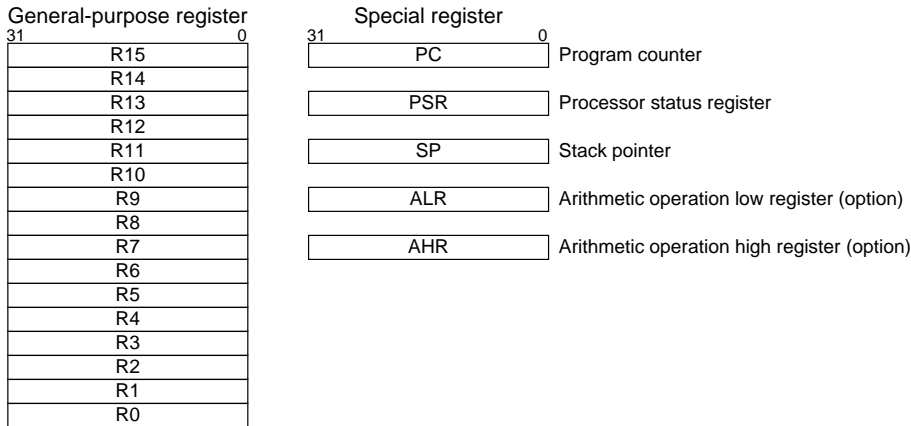 General-purpose register
31 0
R15
R14
R13
R12
R11
R10
R9
R8
R7
R6
R5
R4
R3
R2
R1
R0
Special register
31 0
PC Program counter
PSR Processor status register
SP Stack pointer
ALR Arithmetic operation low register (option)
AHR Arithmetic operation high register (option)